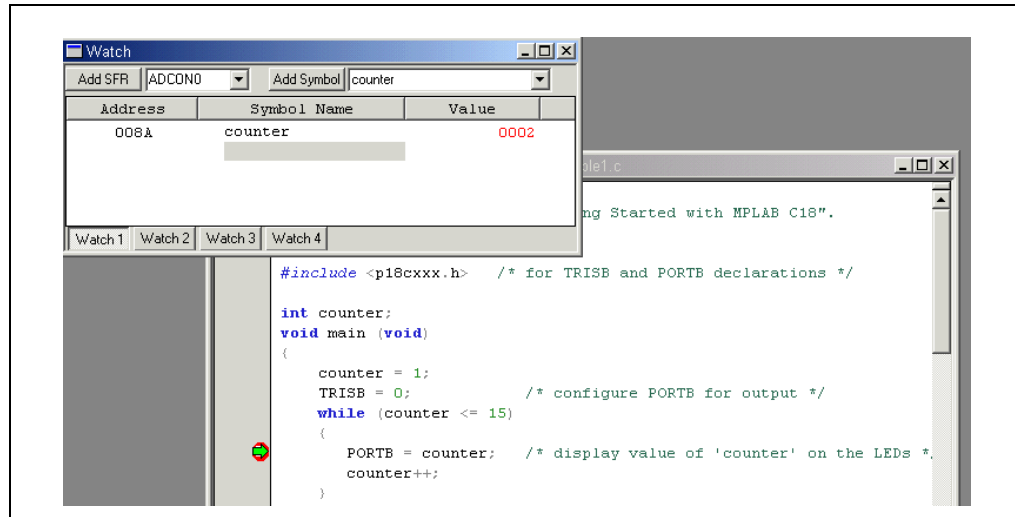 Watch
Add SFR ADCON0 Add Symbol counter
Address Symbol Name Value
008A counter 0002
Watch 1 Watch 2 Watch 3 Watch 4
ple1.c
ng Started with MPLAB C18".
#include <p18cxxx.h> /* for TRISB and PORTB declarations */
int counter;
void main (void)
{
counter = 1;
TRISB = 0; /* configure PORTB for output */
while (counter <= 15)
{
PORTB = counter; /* display value of 'counter' on the LEDs *
counter++;
}